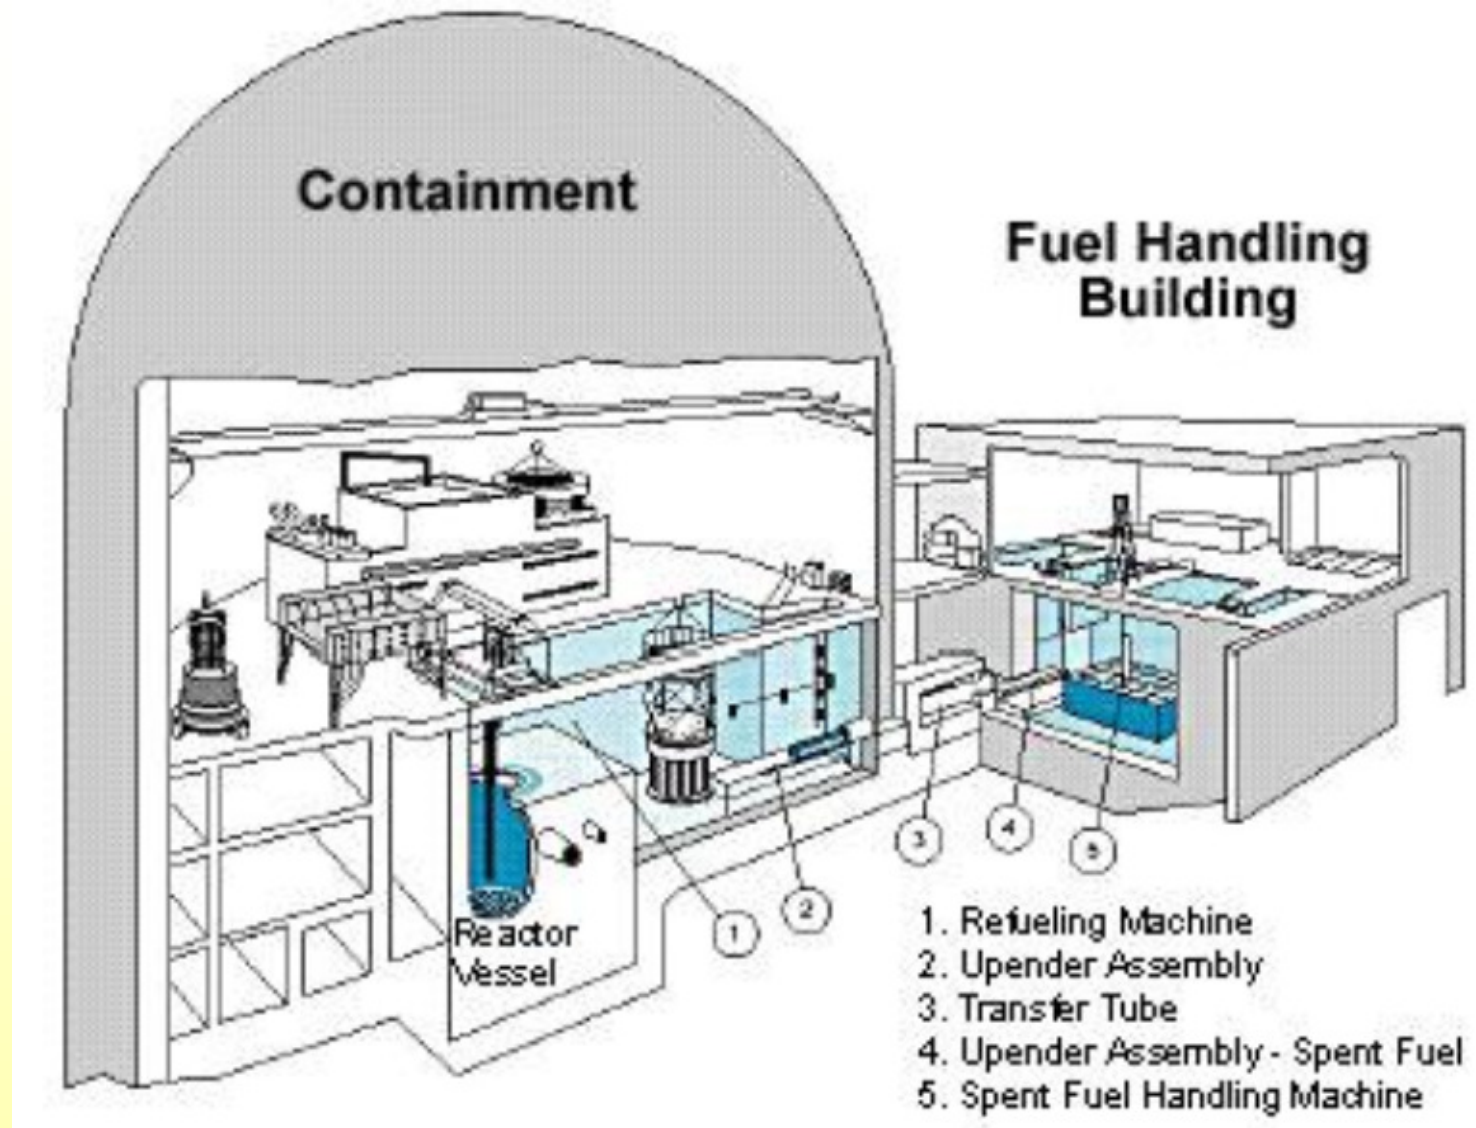 Containment
Fuel Handling
Building
Reactor
Vessel
1
2
3
4
5
1. Refueling Machine
2. Upender Assembly
3. Transfer Tube
4. Upender Assembly - Spent Fuel
5. Spent Fuel Handling Machine